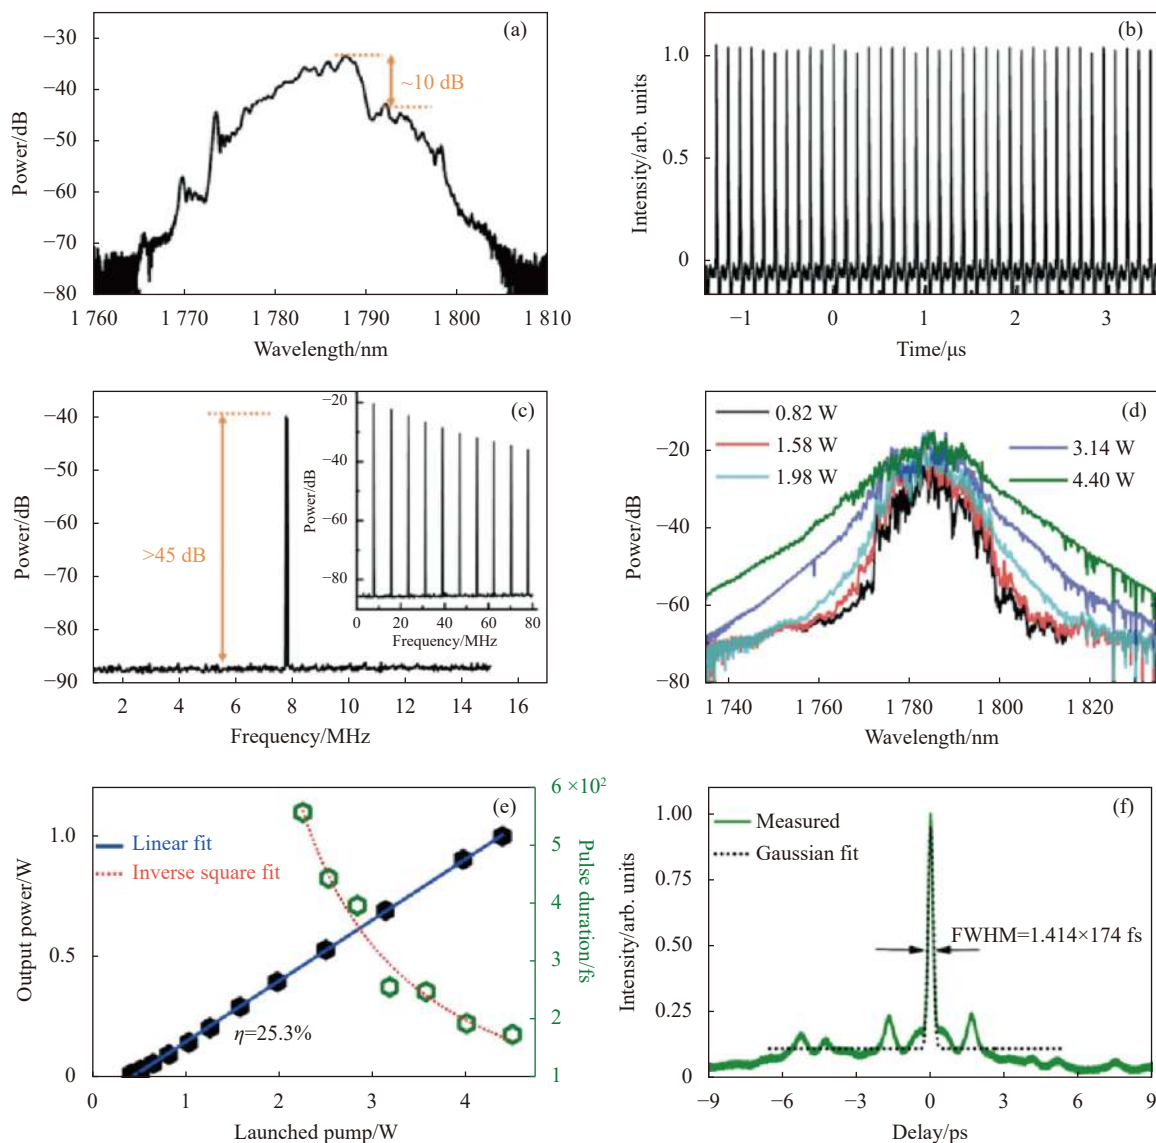 (a)
−30
−40
−50
−60
−70
−80
Power/dB
~10 dB
1 760
1 770
1 780
1 790
1 800
1 810
Wavelength/nm
(b)
1.0
0.5
0
Intensity/arb. units
−1
0
1
2
3
Time/μs
(c)
−40
−50
−60
−70
−80
−90
Power/dB
>45 dB
2
4
6
8
10
12
14
16
Frequency/MHz
−20
−40
−60
−80
Power/dB
0
20
40
60
80
Frequency/MHz
(d)
0.82 W
1.58 W
1.98 W
3.14 W
4.40 W
−20
−40
−60
−80
Power/dB
1 740
1 760
1 780
1 800
1 820
Wavelength/nm
(e)
Linear fit
Inverse square fit
1.0
0.5
0
Output power/W
η=25.3%
0
1
2
3
4
Launched pump/W
6 ×10²
5
4
3
2
1
Pulse duration/fs
(f)
Measured
Gaussian fit
FWHM=1.414×174 fs
1.00
0.75
0.50
0.25
0
Intensity/arb. units
−9
−6
−3
0
3
6
9
Delay/ps